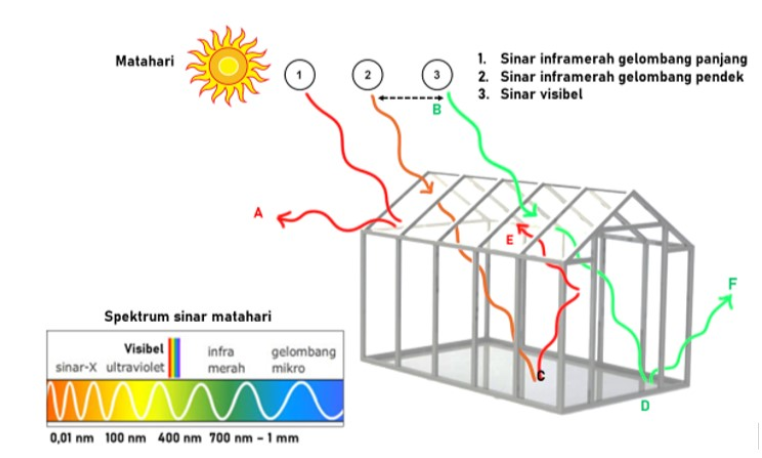 Matahari
1
2
3
1. Sinar inframerah gelombang panjang
2. Sinar inframerah gelombang pendek
3. Sinar visibel
B
A
E
F
C
D
Spektrum sinar matahari
Visibel
infra
gelombang
sinar-X ultraviolet
merah
mikro
0,01 nm 100 nm 400 nm 700 nm - 1 mm